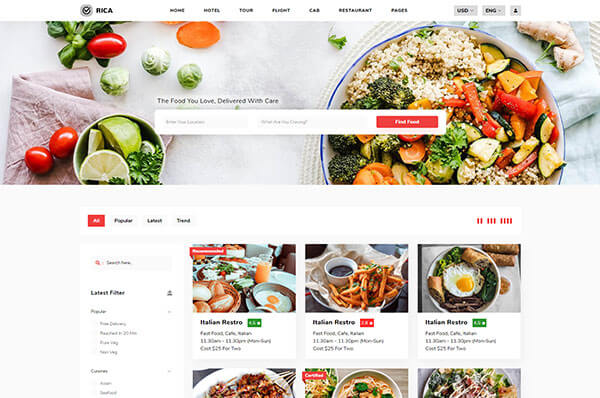 RICA
HOME HOTEL TOUR FLIGHT CAB RESTAURANT PAGES
USD ENG
The Food You Love, Delivered With Care
Enter Your Location What Are You Craving? Find Food
All Popular Latest Trend
Search here..
Latest Filter
Popular
Free Delivery
Reached In 20 Min
Pure Veg
Non Veg
Cuisines
Asian
Seafood
Recommended
Italian Restro 4.5
Fast Food, Cafe, Italian
11.30am - 11.30pm (Mon-Sun)
Cost $25 For Two
Italian Restro
Fast Food, Cafe, Italian
11.30am - 11.30pm (Mon-Sun)
Cost $25 For Two
Italian Restro 4.5
Fast Food, Cafe, Italian
11.30am - 11.30pm (Mon-Sun)
Cost $25 For Two
Certified